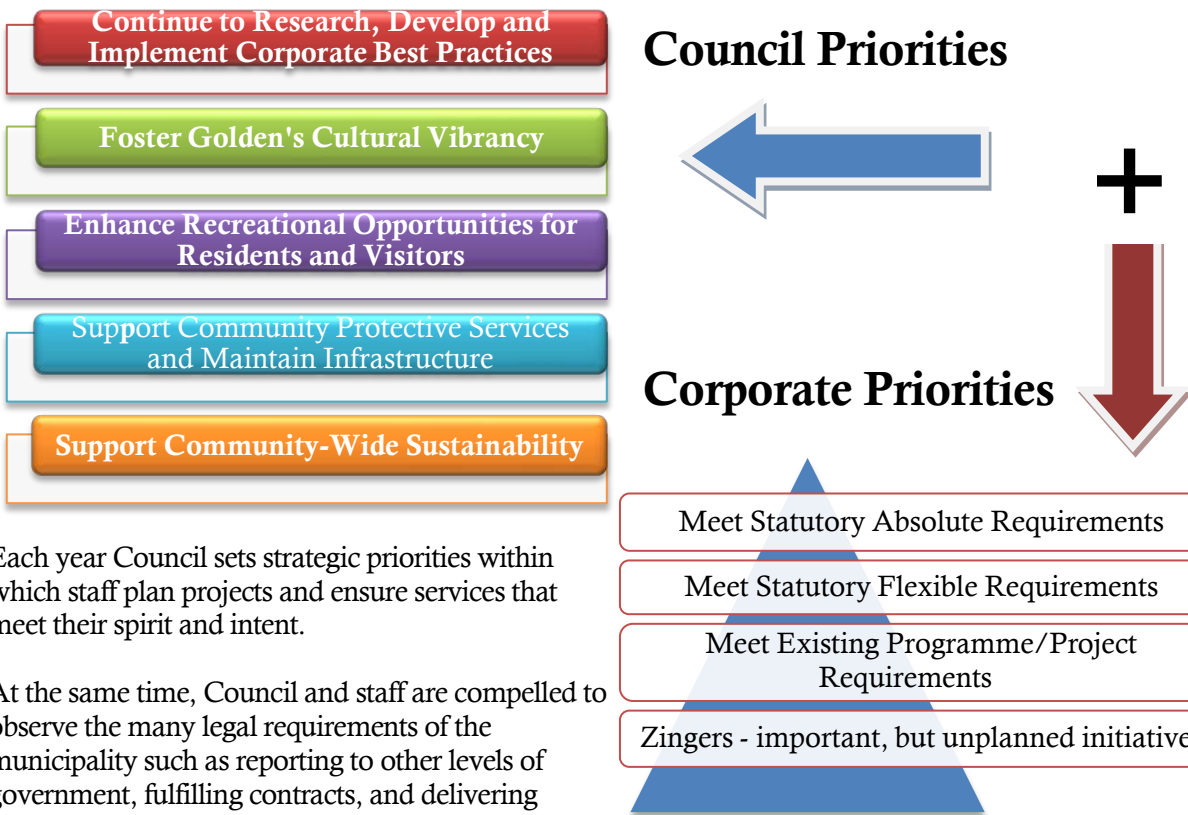 Continue to Research, Develop and
Implement Corporate Best Practices
Foster Golden's Cultural Vibrancy
Enhance Recreational Opportunities for
Residents and Visitors
Support Community Protective Services
and Maintain Infrastructure
Support Community-Wide Sustainability
Council Priorities
+
Corporate Priorities
Meet Statutory Absolute Requirements
Meet Statutory Flexible Requirements
Meet Existing Programme/Project
Requirements
Zingers - important, but unplanned initiative
Each year Council sets strategic priorities within
which staff plan projects and ensure services that
meet their spirit and intent.
At the same time, Council and staff are compelled to
observe the many legal requirements of the
municipality such as reporting to other levels of
government, fulfilling contracts, and delivering